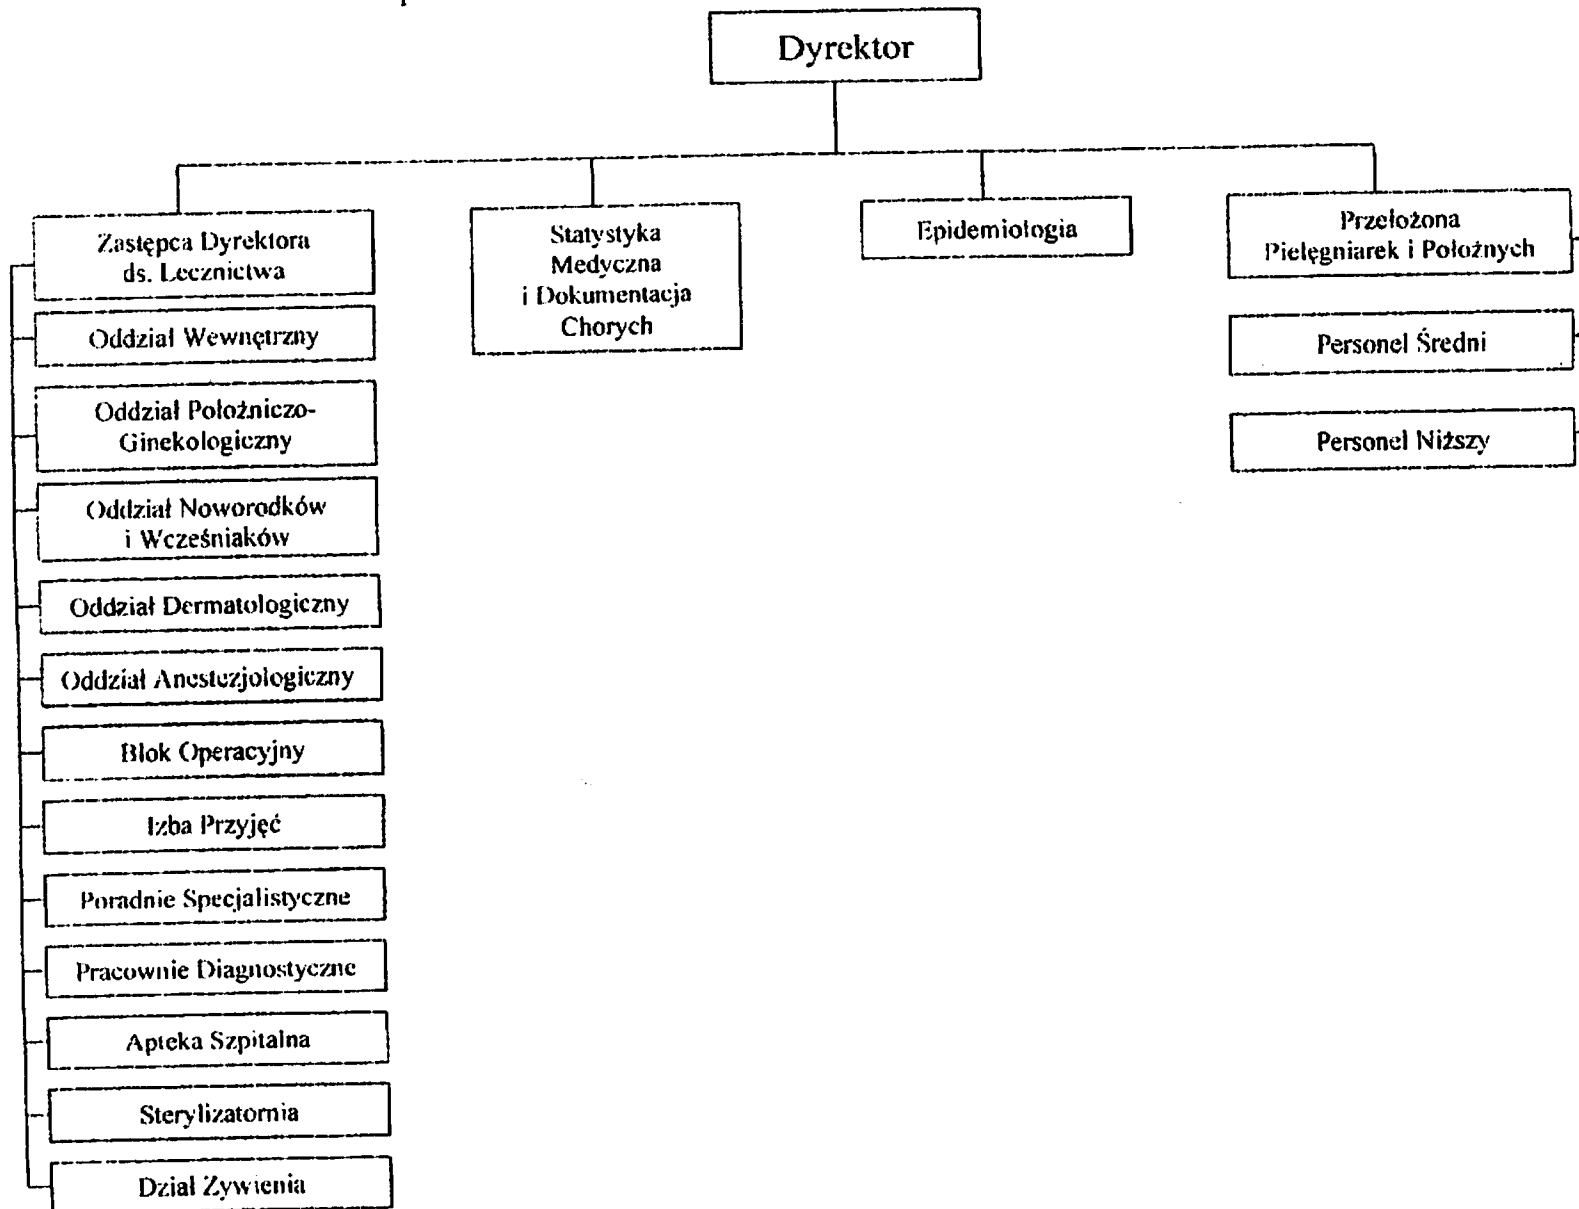 Dyrektor
Zastępca Dyrektora
ds. Lecznictwa
Oddział Wewnętrzny
Oddział Położniczo-
Ginekologiczny
Oddział Noworodków
i Wcześniaków
Oddział Dermatologiczny
Oddział Anestezjologiczny
Blok Operacyjny
Izba Przyjęć
Poradnie Specjalistyczne
Pracownie Diagnostyczne
Apteka Szpitalna
Sterylizatornia
Dział Żywienia
Statystyka
Medyczna
i Dokumentacja
Chorych
Epidemiologia
Przełożona
Pielęgniarek i Położnych
Personel Średni
Personel Niższy